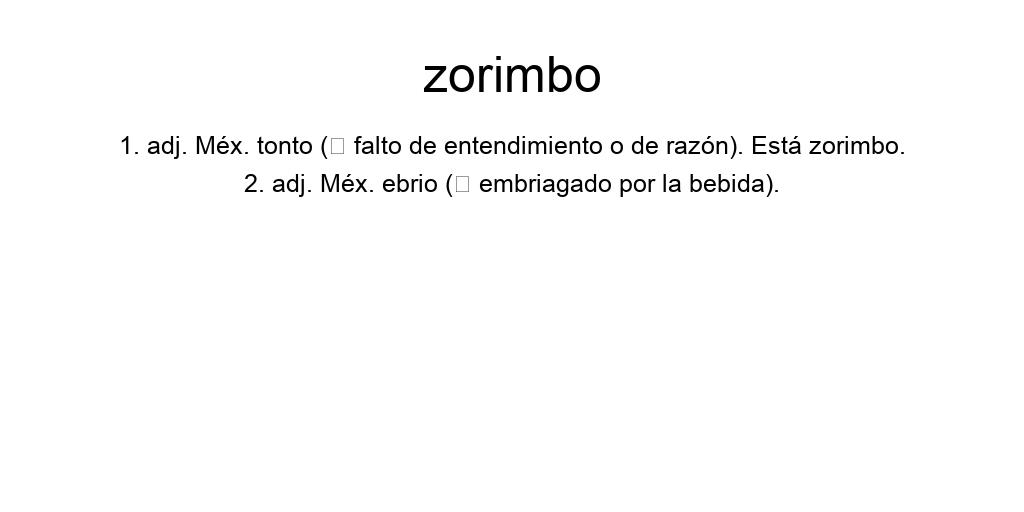 zorimbo
1. adj. Méx. tonto (▯ falto de entendimiento o de razón). Está zorimbo.
2. adj. Méx. ebrio (▯ embriagado por la bebida).